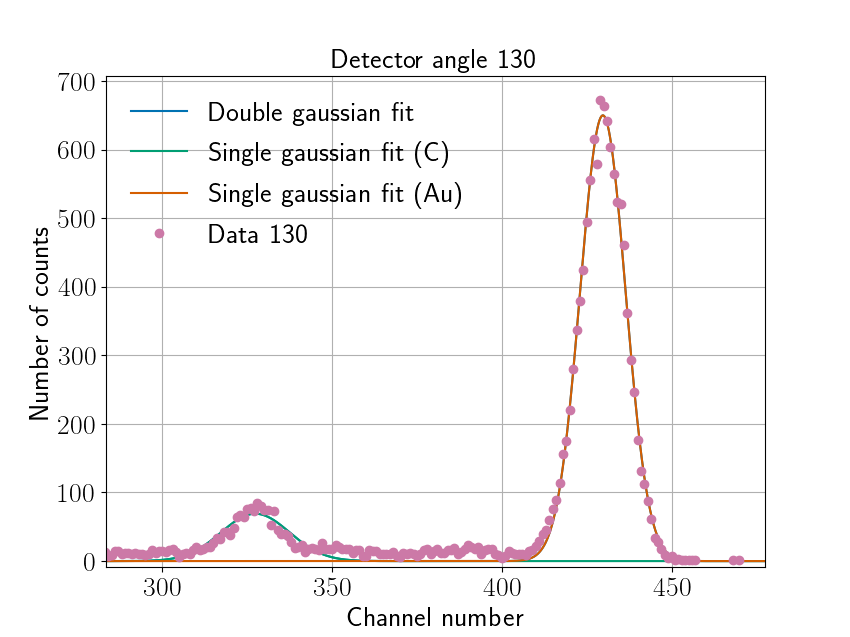 Detector angle 130
700
600
500
400
300
200
100
0
Number of counts
Double gaussian fit
Single gaussian fit (C)
Single gaussian fit (Au)
Data 130
300 350 400 450
Channel number